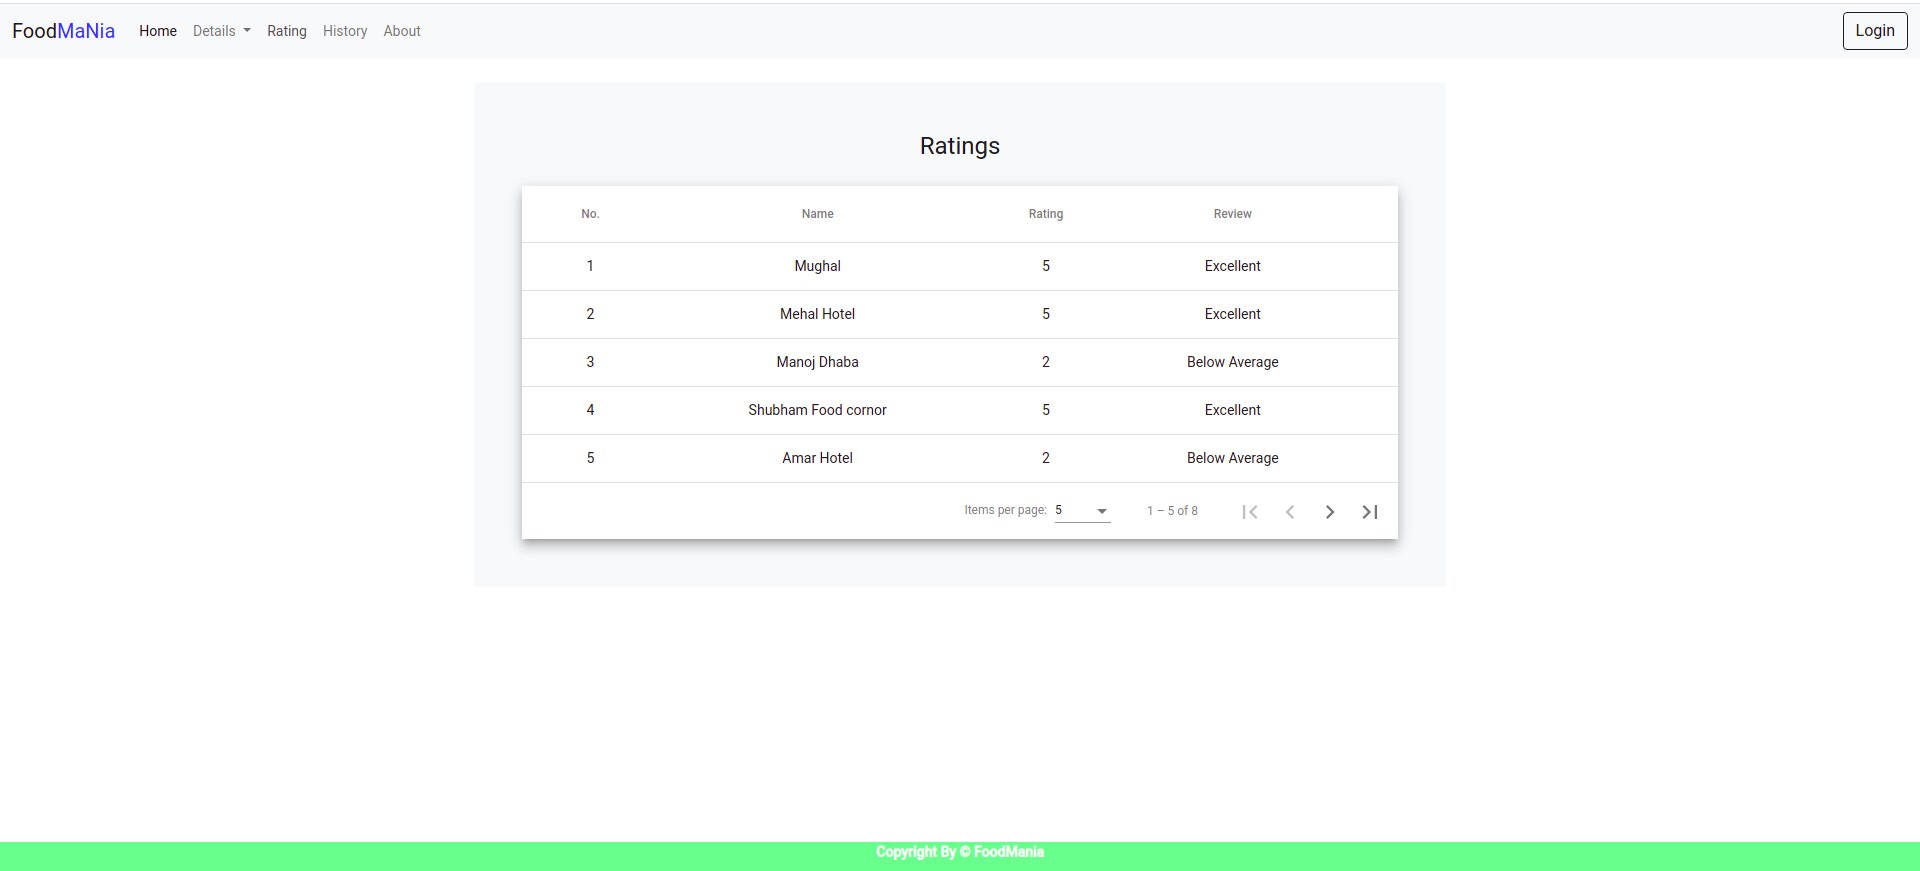 FoodMaNia Home Details Rating History About Login
Ratings
No. Name Rating Review
1 Mughal 5 Excellent
2 Mehal Hotel 5 Excellent
3 Manoj Dhaba 2 Below Average
4 Shubham Food cornor 5 Excellent
5 Amar Hotel 2 Below Average
Items per page: 5 1 – 5 of 8
Copyright By © FoodMania